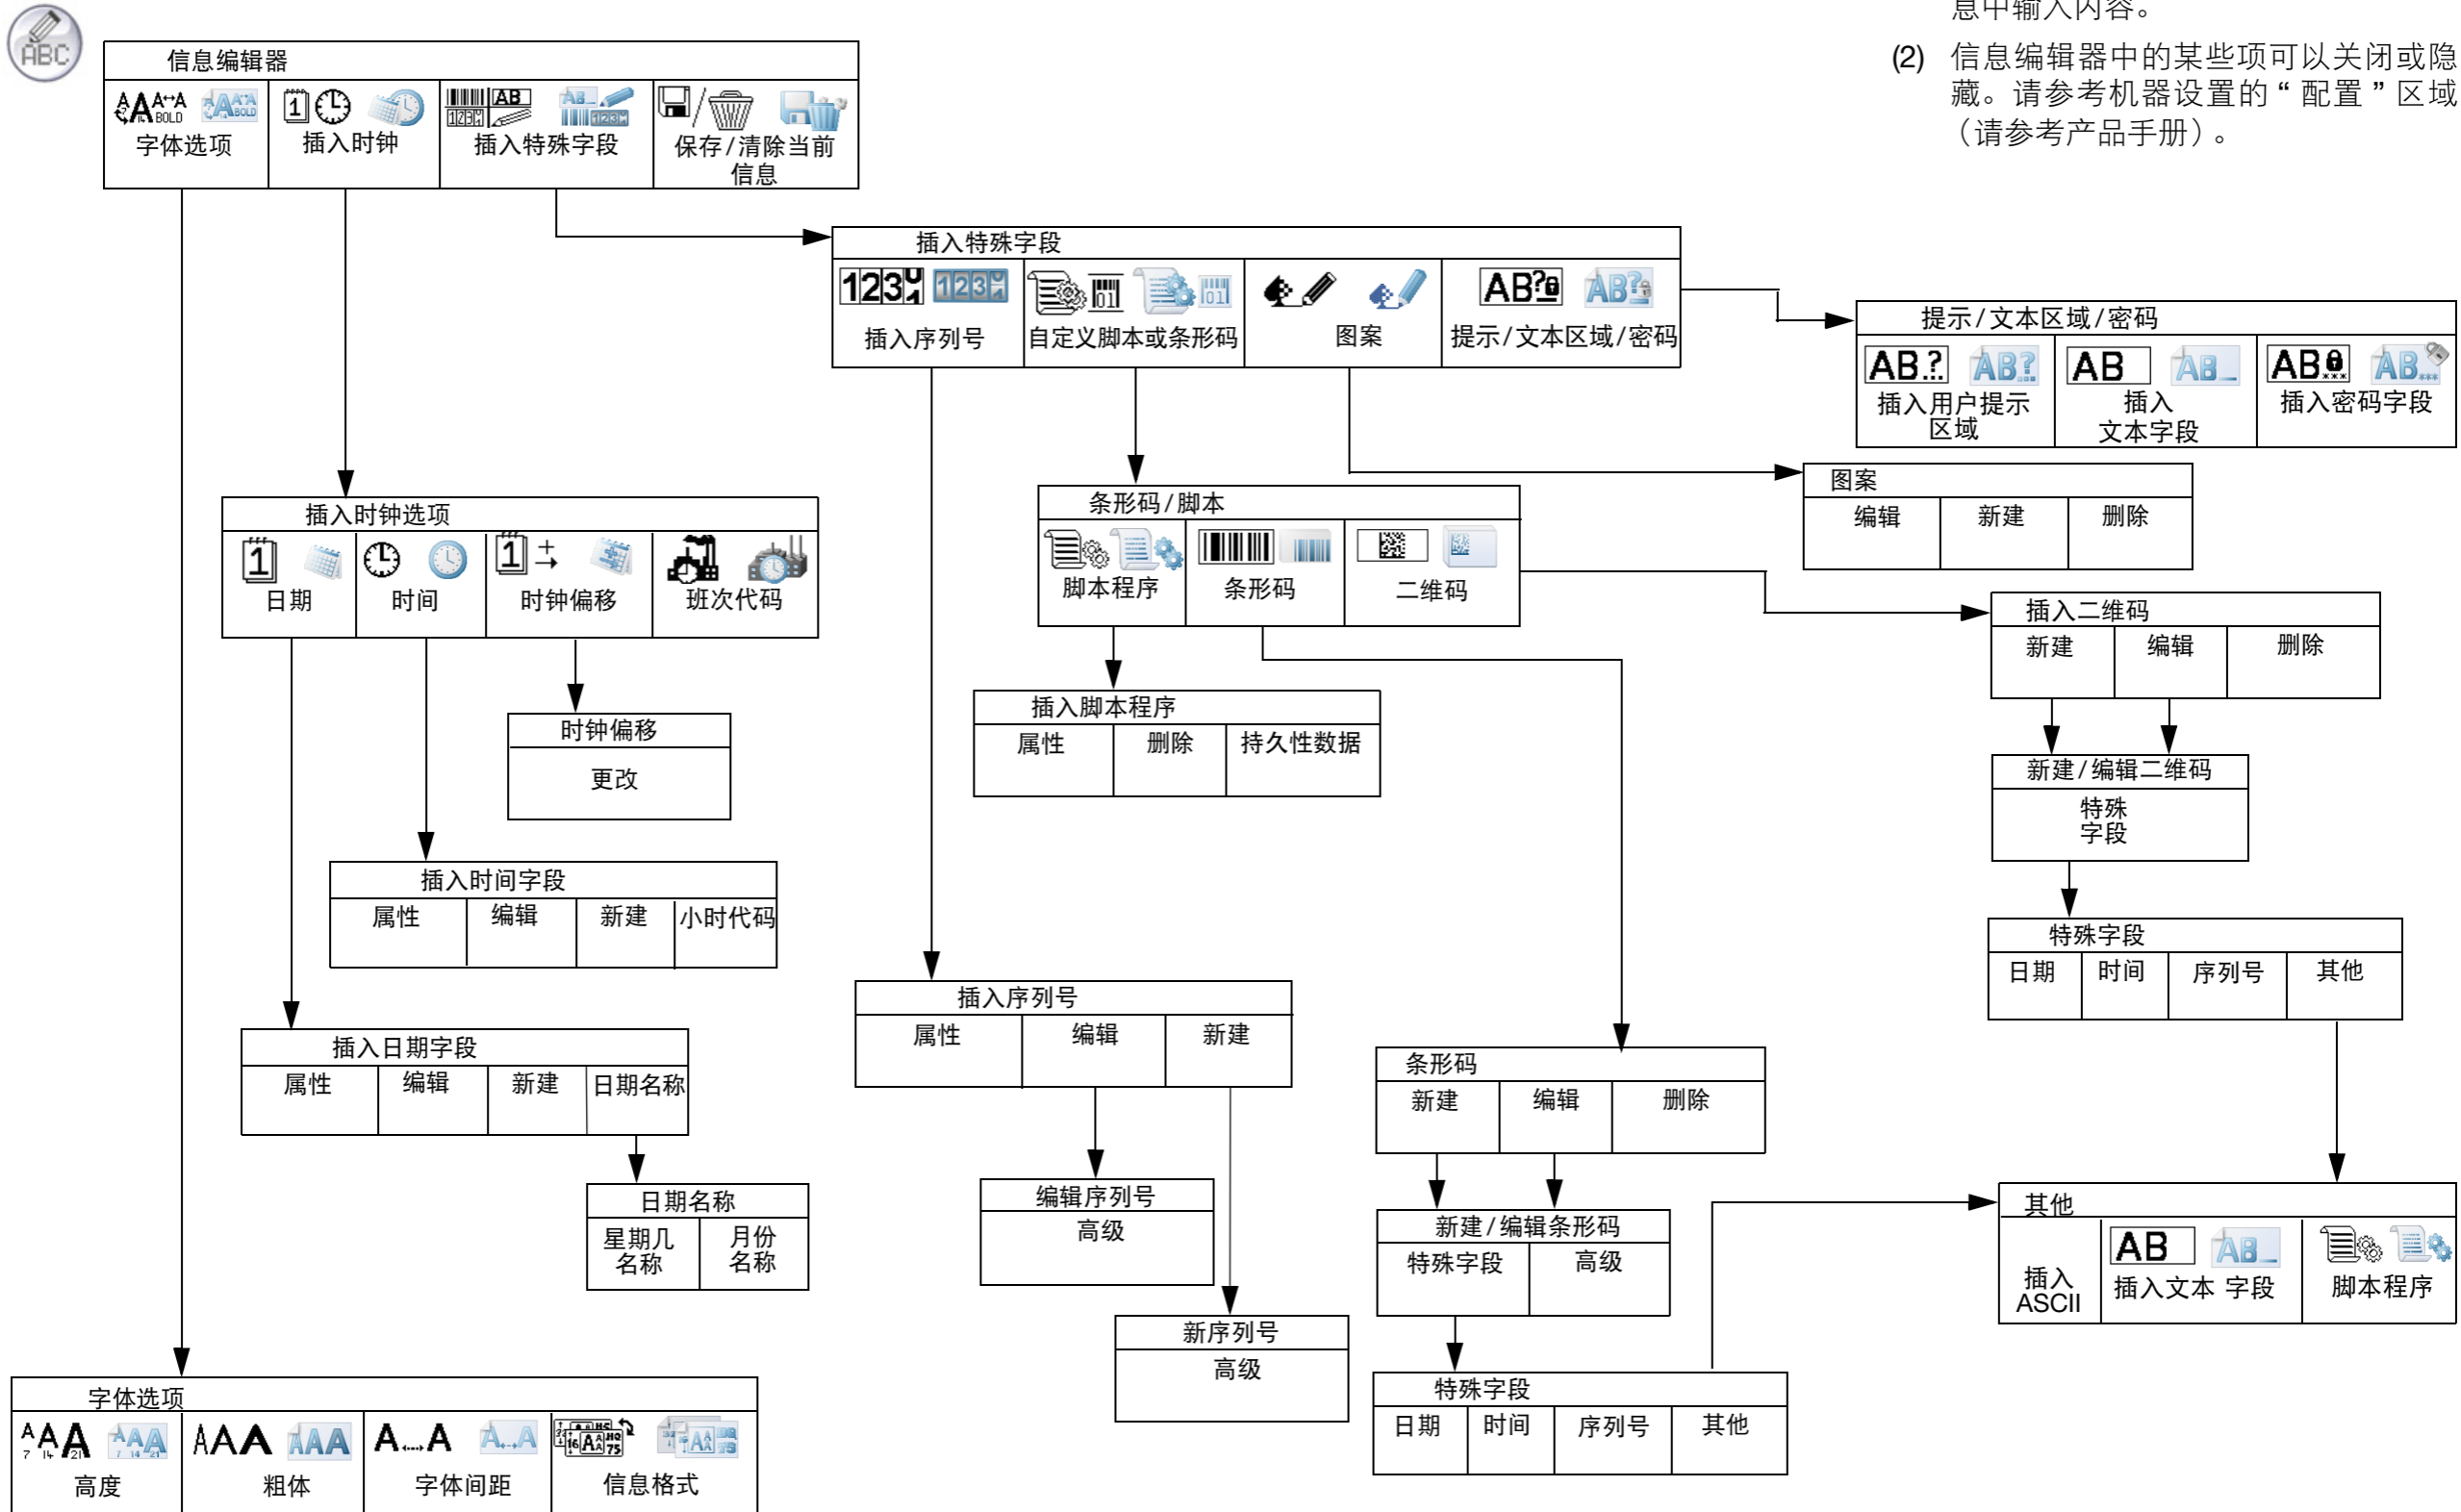 息中输入内容。
(2) 信息编辑器中的某些项可以关闭或隐
藏。请参考机器设置的“配置”区域
（请参考产品手册）。
ABC
信息编辑器
字体选项
插入时钟
插入特殊字段
保存/清除当前
信息
插入特殊字段
插入序列号
自定义脚本或条形码
图案
提示/文本区域/密码
提示/文本区域/密码
插入用户提示
区域
插入
文本字段
插入密码字段
图案
编辑
新建
删除
插入时钟选项
日期
时间
时钟偏移
班次代码
条形码/脚本
脚本程序
条形码
二维码
插入二维码
新建
编辑
删除
插入脚本程序
属性
删除
持久性数据
时钟偏移
更改
新建/编辑二维码
特殊
字段
插入时间字段
属性
编辑
新建
小时代码
特殊字段
日期
时间
序列号
其他
插入序列号
属性
编辑
新建
插入日期字段
属性
编辑
新建
日期名称
条形码
新建
编辑
删除
日期名称
星期几
名称
月份
名称
编辑序列号
高级
新建/编辑条形码
特殊字段
高级
其他
插入
ASCII
插入文本 字段
脚本程序
新序列号
高级
特殊字段
日期
时间
序列号
其他
字体选项
高度
粗体
字体间距
信息格式